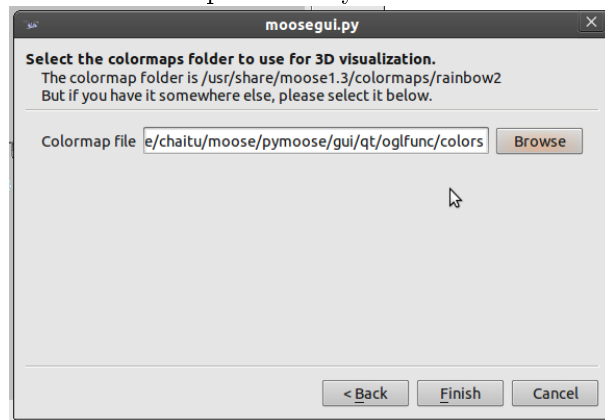 moosegui.py
Select the colormaps folder to use for 3D visualization.
The colormap folder is /usr/share/moose1.3/colormaps/rainbow2
But if you have it somewhere else, please select it below.
Colormap file e/chaitu/moose/pymoose/gui/qt/oglfunc/colors Browse
< Back Finish Cancel